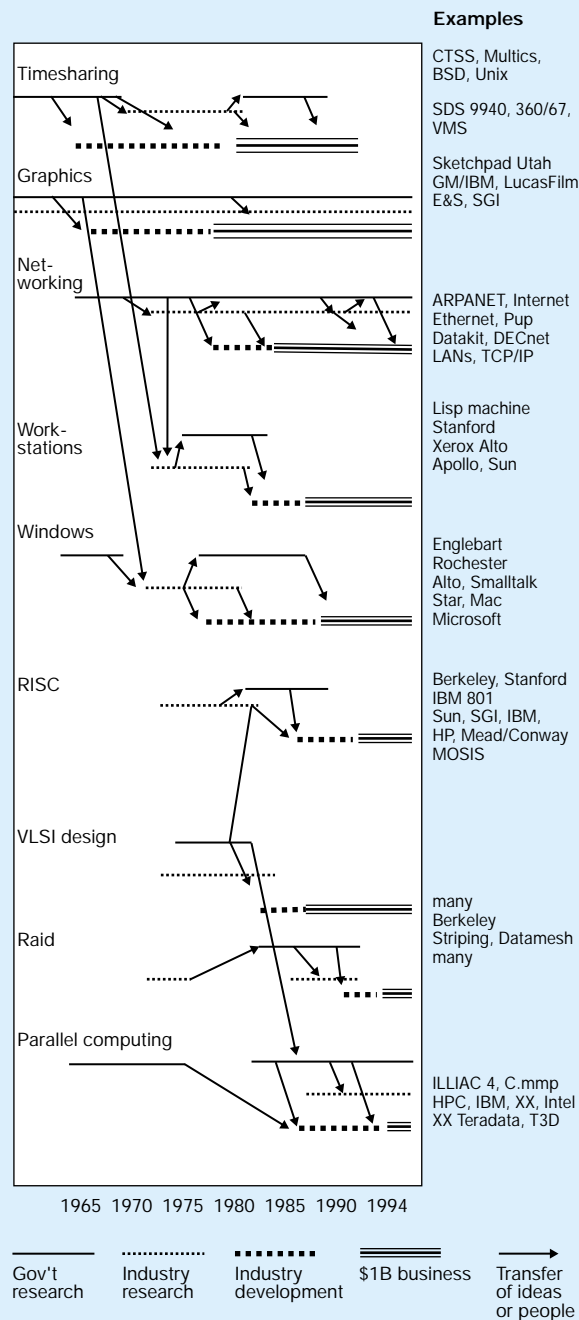 Examples
Timesharing
CTSS, Multics,
BSD, Unix
SDS 9940, 360/67,
VMS
Graphics
Sketchpad Utah
GM/IBM, LucasFilm
E&S, SGI
Net-
working
ARPANET, Internet
Ethernet, Pup
Datakit, DECnet
LANs, TCP/IP
Work-
stations
Lisp machine
Stanford
Xerox Alto
Apollo, Sun
Windows
Englebart
Rochester
Alto, Smalltalk
Star, Mac
Microsoft
RISC
Berkeley, Stanford
IBM 801
Sun, SGI, IBM,
HP, Mead/Conway
MOSIS
VLSI design
many
Berkeley
Striping, Datamesh
many
Raid
Parallel computing
ILLIAC 4, C.mmp
HPC, IBM, XX, Intel
XX Teradata, T3D
1965 1970 1975 1980 1985 1990 1994
Gov't
research
Industry
research
Industry
development
$1B business
Transfer
of ideas
or people